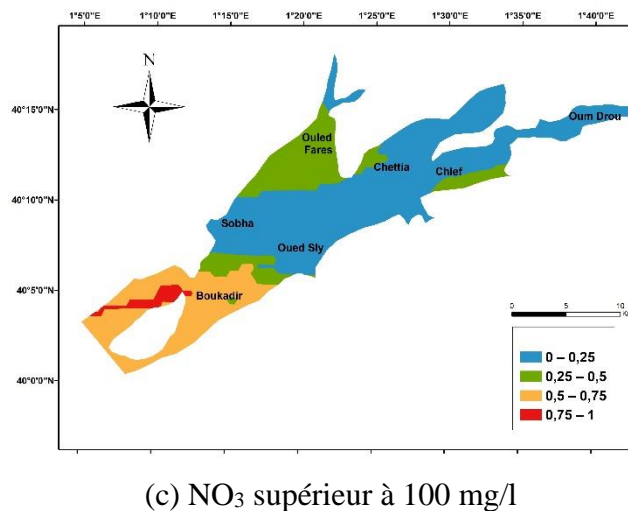 1°5'0"E 1°10'0"E 1°15'0"E 1°20'0"E 1°25'0"E 1°30'0"E 1°35'0"E 1°40'0"E
N
40°15'0"N
40°10'0"N
40°5'0"N
40°0'0"N
Oum Drou
Ouled
Fares
Chettia
Chlef
Sobha
Oued Sly
Boukadir
0 5 10
0 – 0,25
0,25 – 0,5
0,5 – 0,75
0,75 – 1
(c) NO₃ supérieur à 100 mg/l